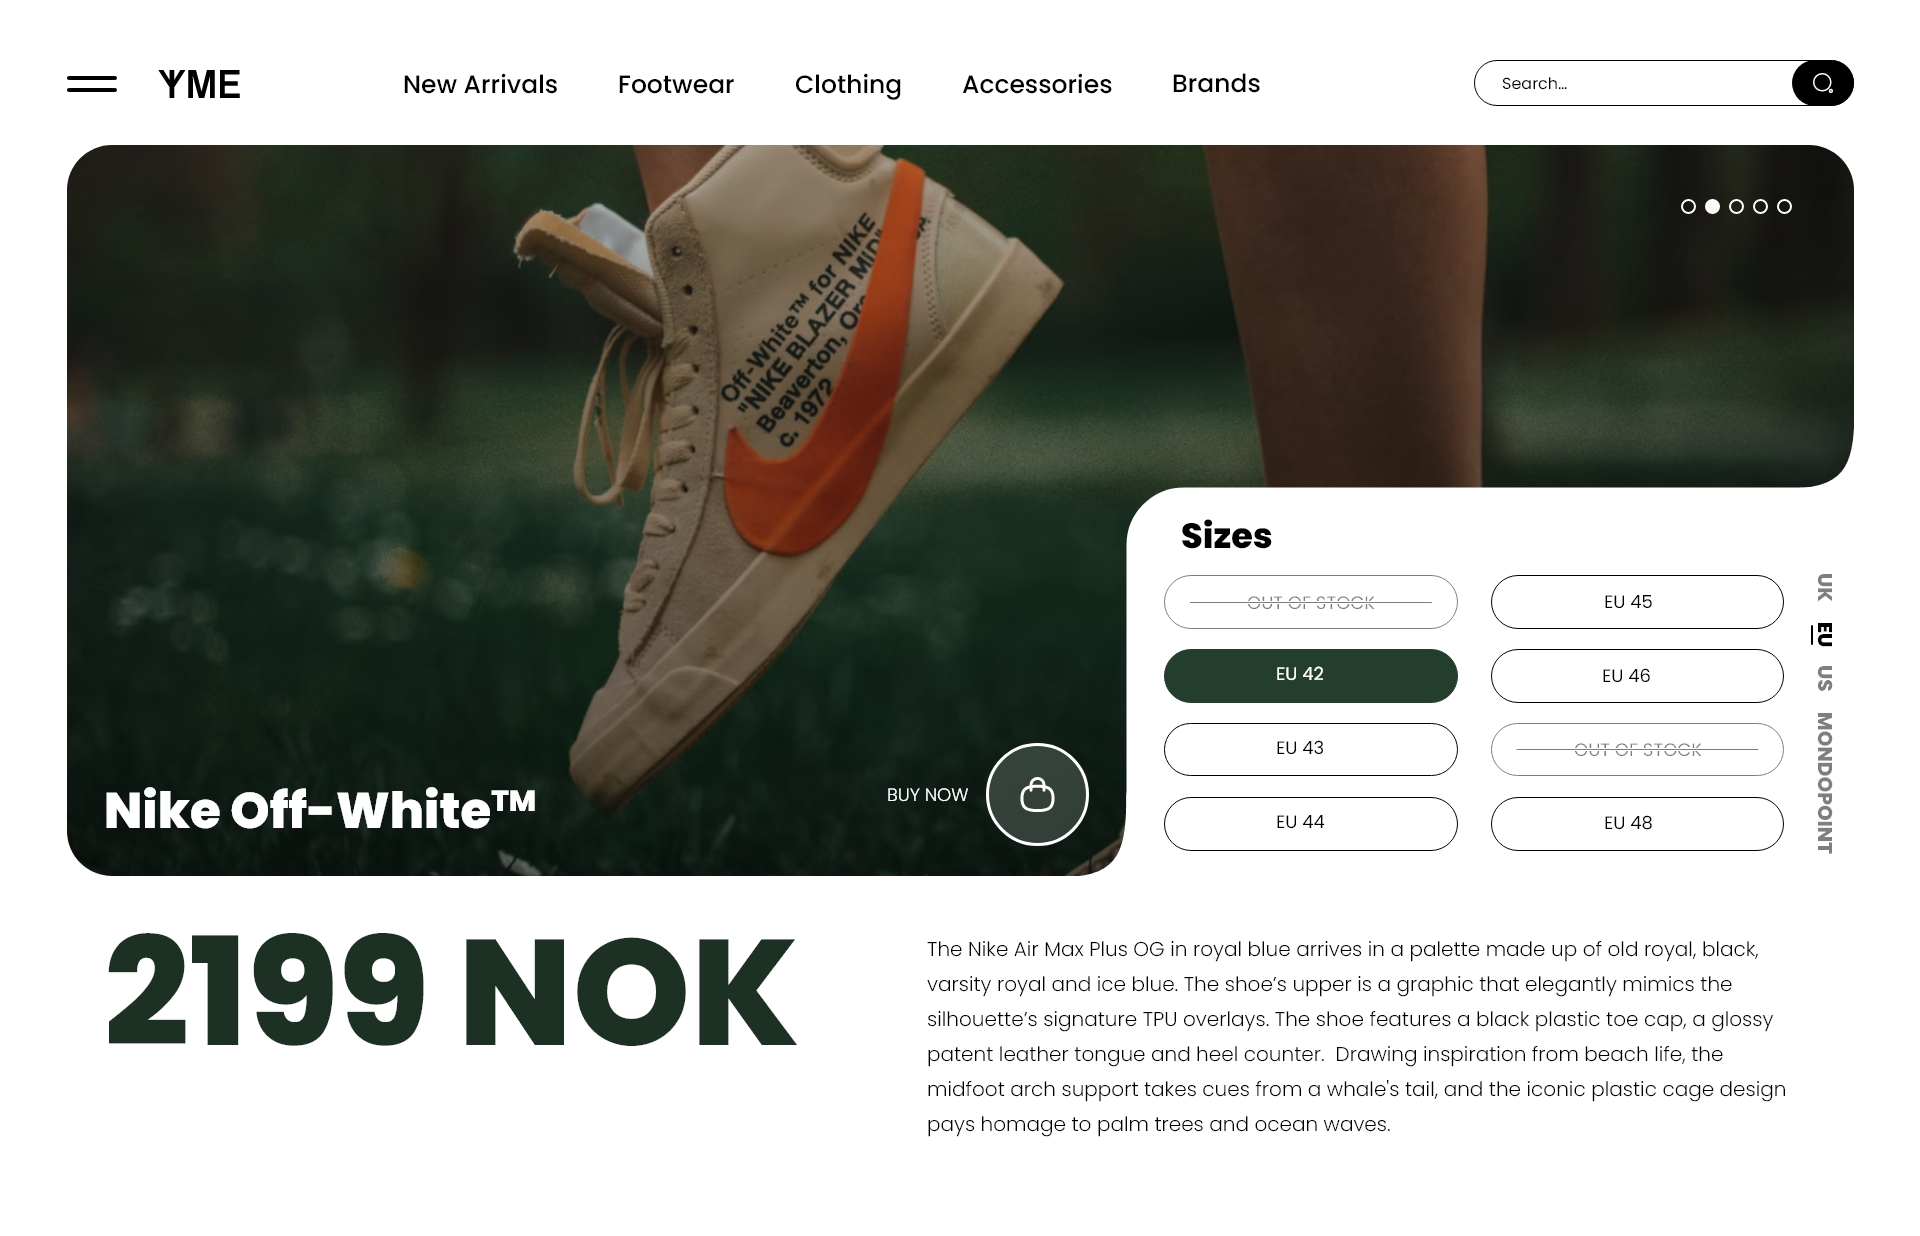 YME
New Arrivals
Footwear
Clothing
Accessories
Brands
Search...
Off-White™ for NIKE
"NIKE BLAZER MID"
Beaverton,
c. 1972
Nike Off-White™
BUY NOW
Sizes
OUT OF STOCK
EU 45
EU 42
EU 46
EU 43
OUT OF STOCK
EU 44
EU 48
UK
EU
US
MONDOPOINT
2199 NOK
The Nike Air Max Plus OG in royal blue arrives in a palette made up of old royal, black,
varsity royal and ice blue. The shoe’s upper is a graphic that elegantly mimics the
silhouette’s signature TPU overlays. The shoe features a black plastic toe cap, a glossy
patent leather tongue and heel counter.  Drawing inspiration from beach life, the
midfoot arch support takes cues from a whale's tail, and the iconic plastic cage design
pays homage to palm trees and ocean waves.